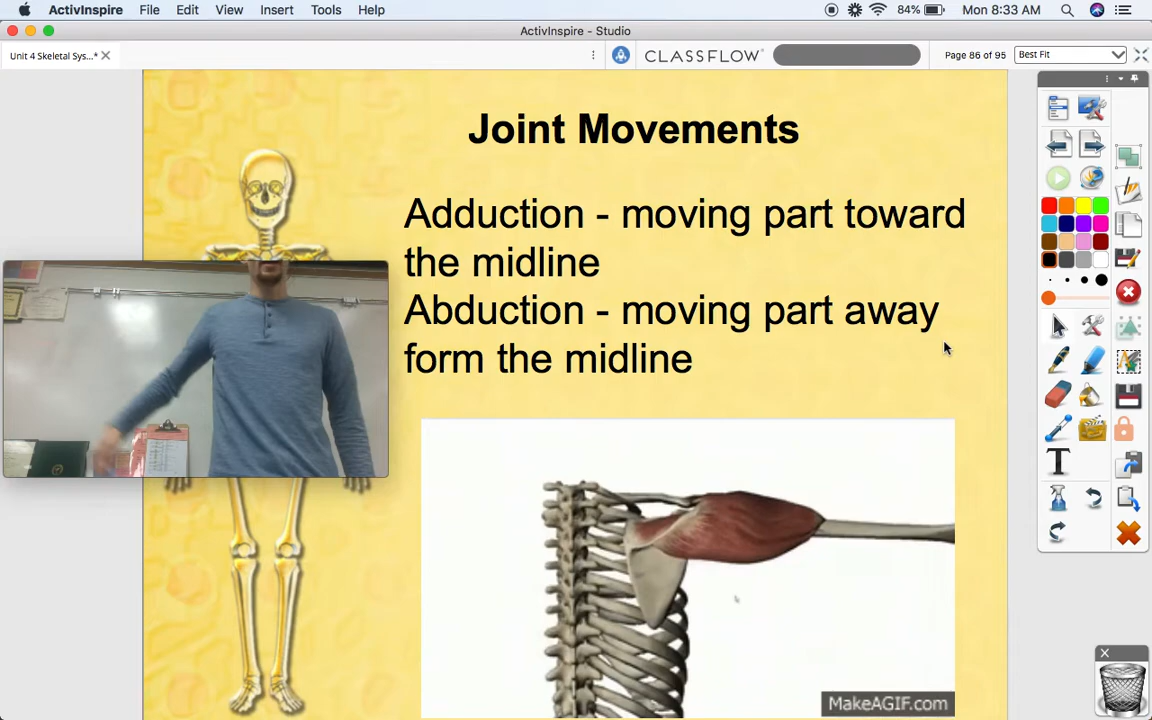 ActivInspire File Edit View Insert Tools Help 84% Mon 8:33 AM
ActivInspire - Studio
Unit 4 Skeletal Sys...* CLASSFLOW Page 86 of 95 Best Fit
Joint Movements
Adduction - moving part toward
the midline
Abduction - moving part away
form the midline
T
MakeAGIF.com